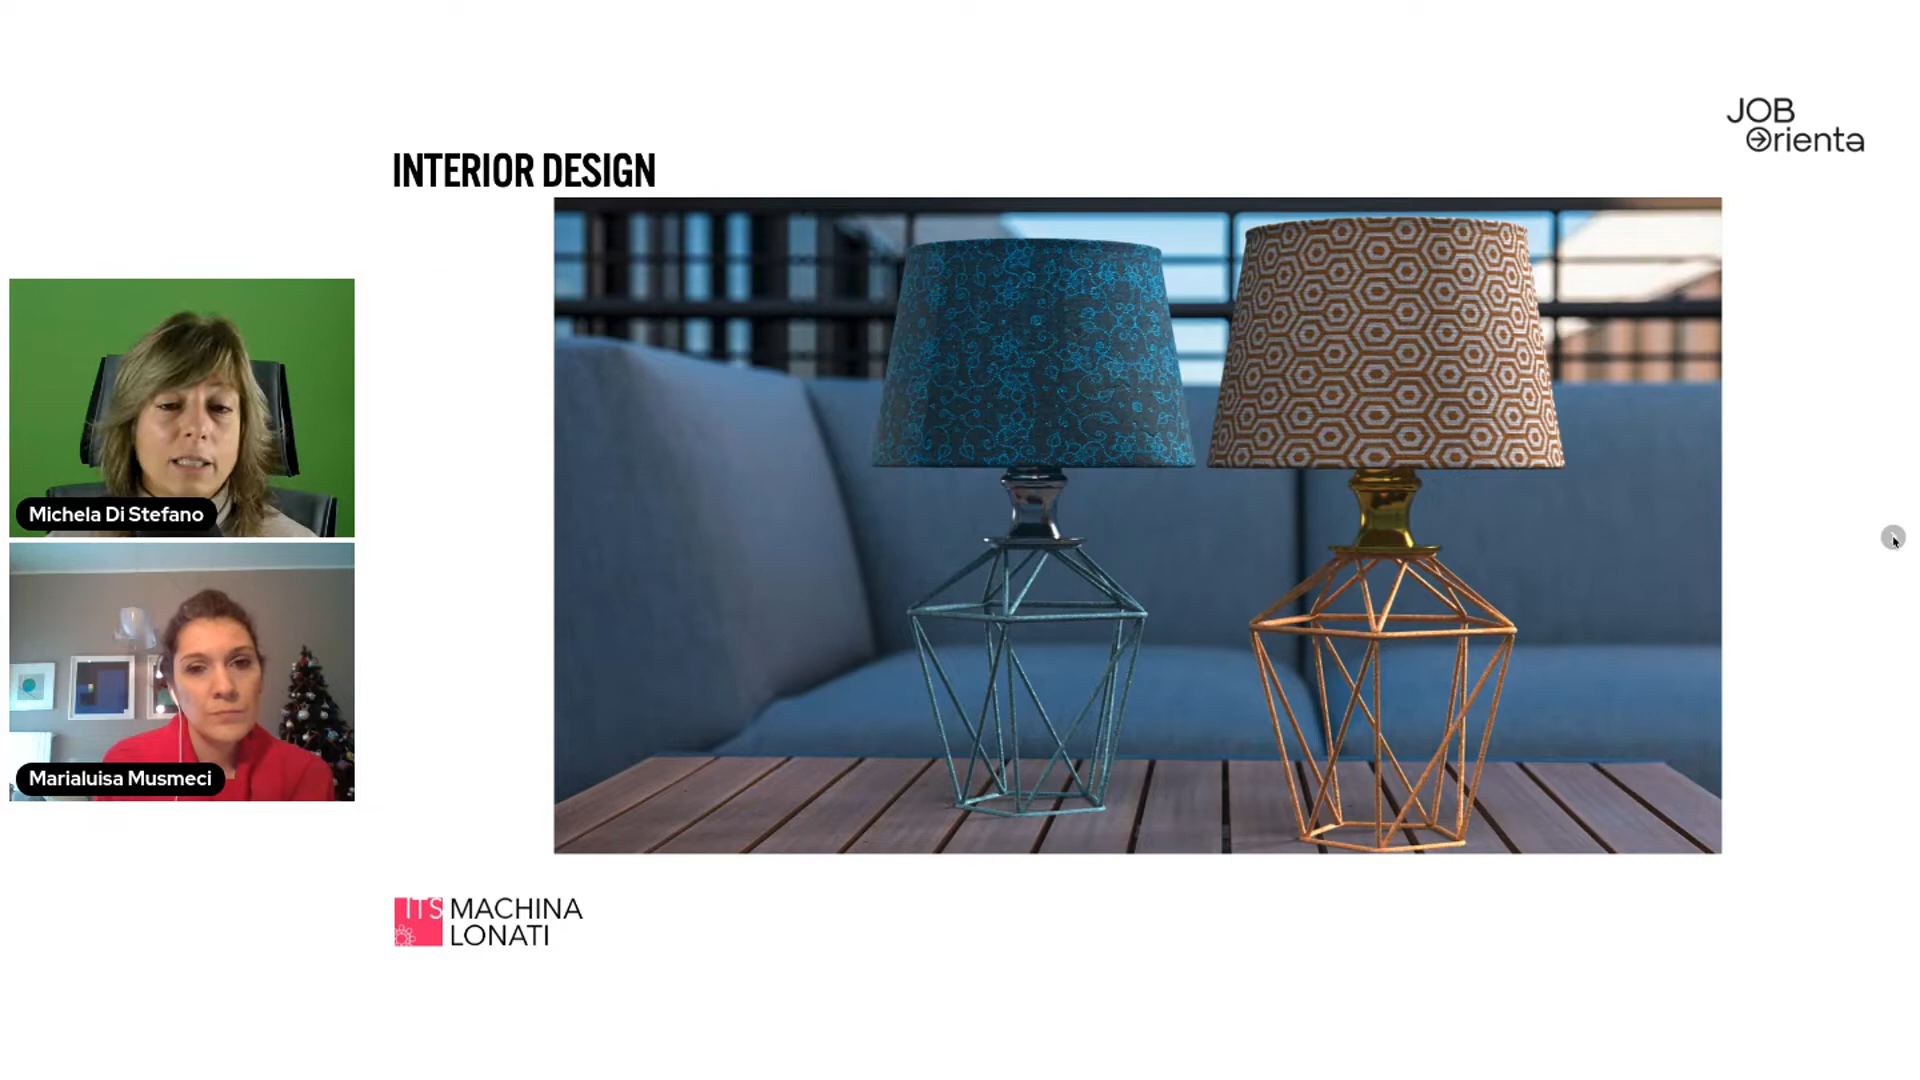 JOB
Orienta
INTERIOR DESIGN
Michela Di Stefano
Marialuisa Musmeci
ITS MACHINA
LONATI